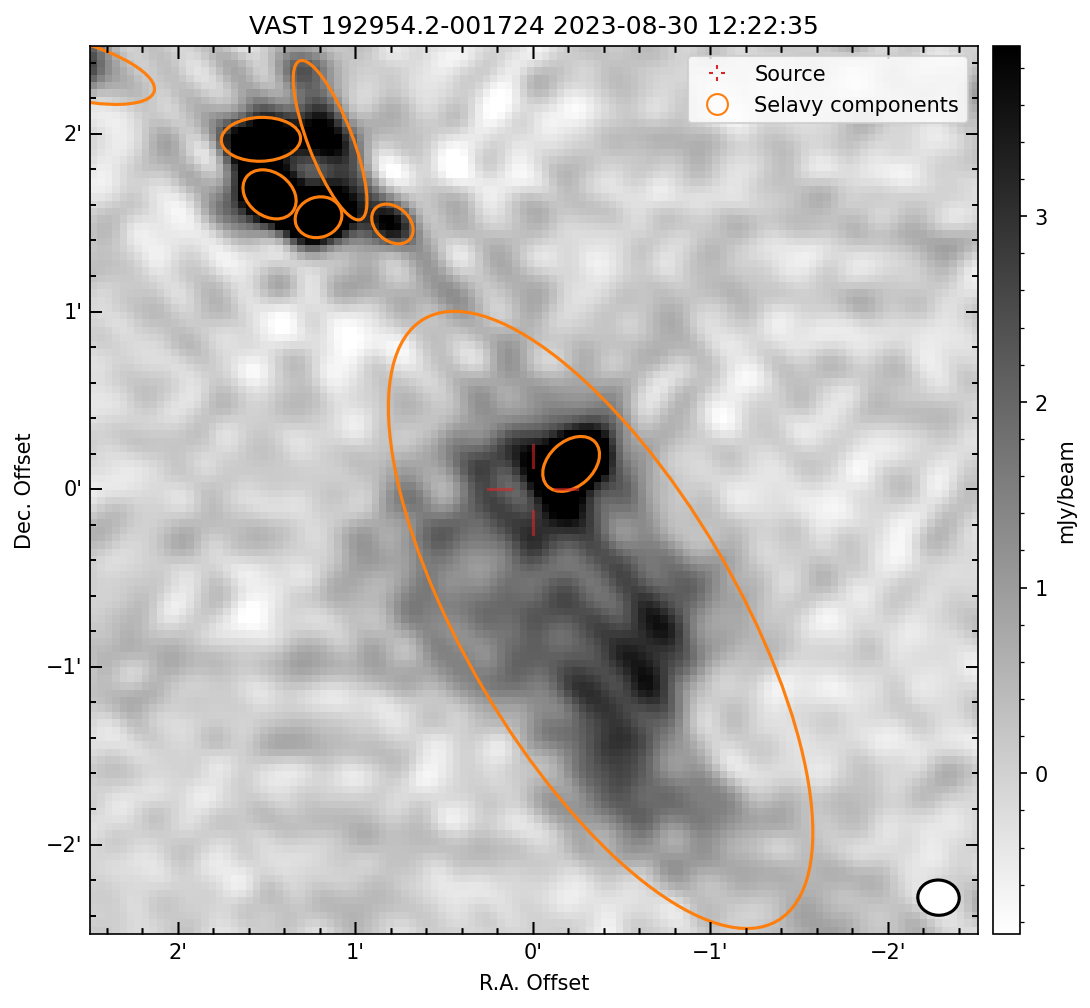 VAST 192954.2-001724 2023-08-30 12:22:35
Source
Selavy components
2'
1'
0'
−1'
−2'
Dec. Offset
2'
1'
0'
−1'
−2'
R.A. Offset
3
2
1
0
mJy/beam